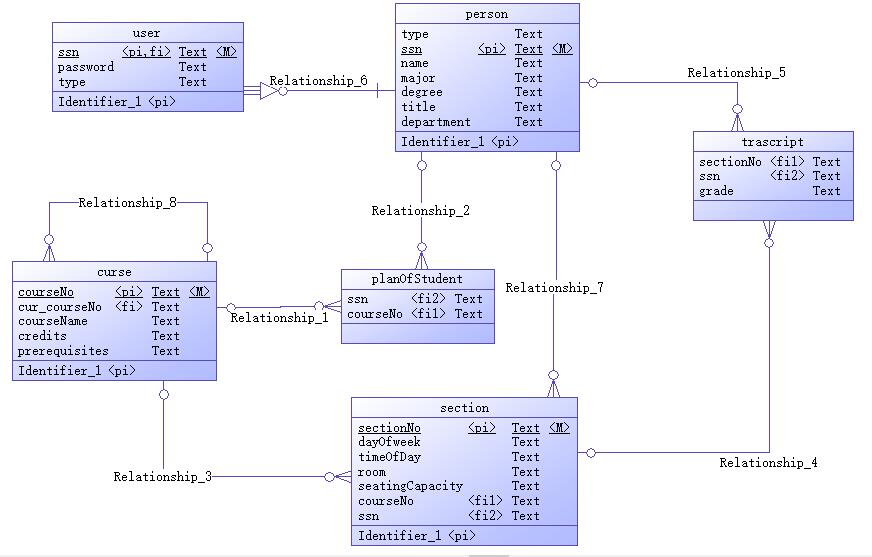 user
ssn <pi,fi> Text <M>
password Text
type Text
Identifier_1 <pi>
person
type Text
ssn <pi> Text <M>
name Text
major Text
degree Text
title Text
department Text
Identifier_1 <pi>
Relationship_6
Relationship_5
trascript
sectionNo <fi1> Text
ssn <fi2> Text
grade Text
Relationship_8
Relationship_2
curse
courseNo <pi> Text <M>
cur_courseNo <fi> Text
courseName Text
credits Text
prerequisites Text
Identifier_1 <pi>
planOfStudent
ssn <fi2> Text
courseNo <fi1> Text
Relationship_1
Relationship_7
section
sectionNo <pi> Text <M>
dayOfweek Text
timeOfDay Text
room Text
seatingCapacity Text
courseNo <fi1> Text
ssn <fi2> Text
Identifier_1 <pi>
Relationship_3
Relationship_4